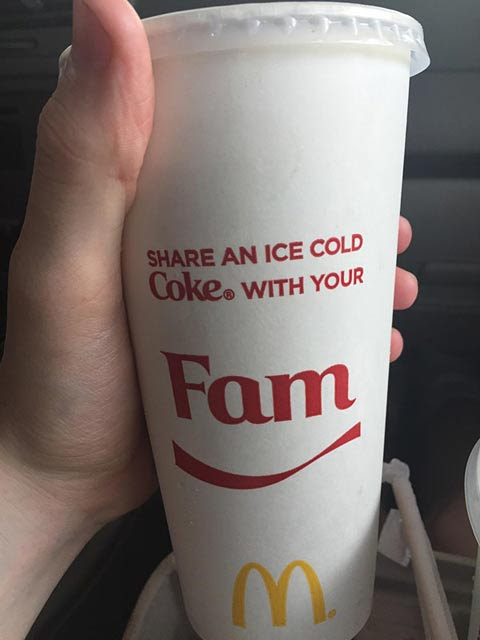 SHARE AN ICE COLD
Coke® WITH YOUR
Fam
M®